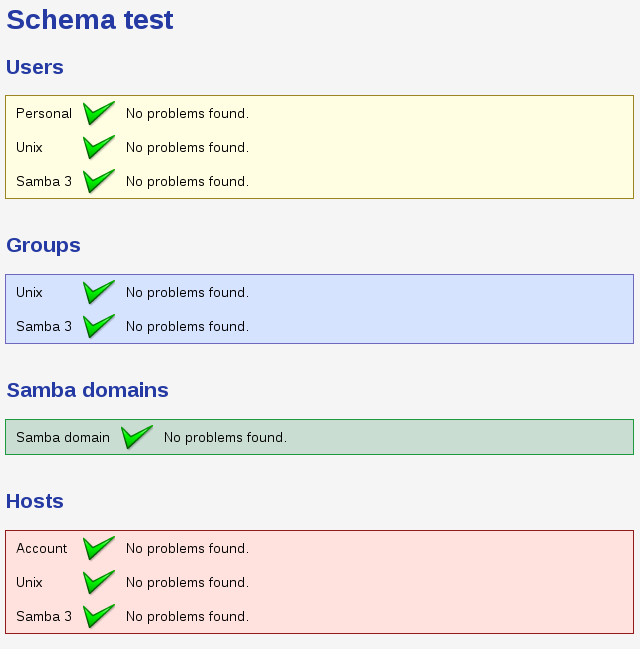 Schema test
Users
Personal No problems found.
Unix No problems found.
Samba 3 No problems found.
Groups
Unix No problems found.
Samba 3 No problems found.
Samba domains
Samba domain No problems found.
Hosts
Account No problems found.
Unix No problems found.
Samba 3 No problems found.